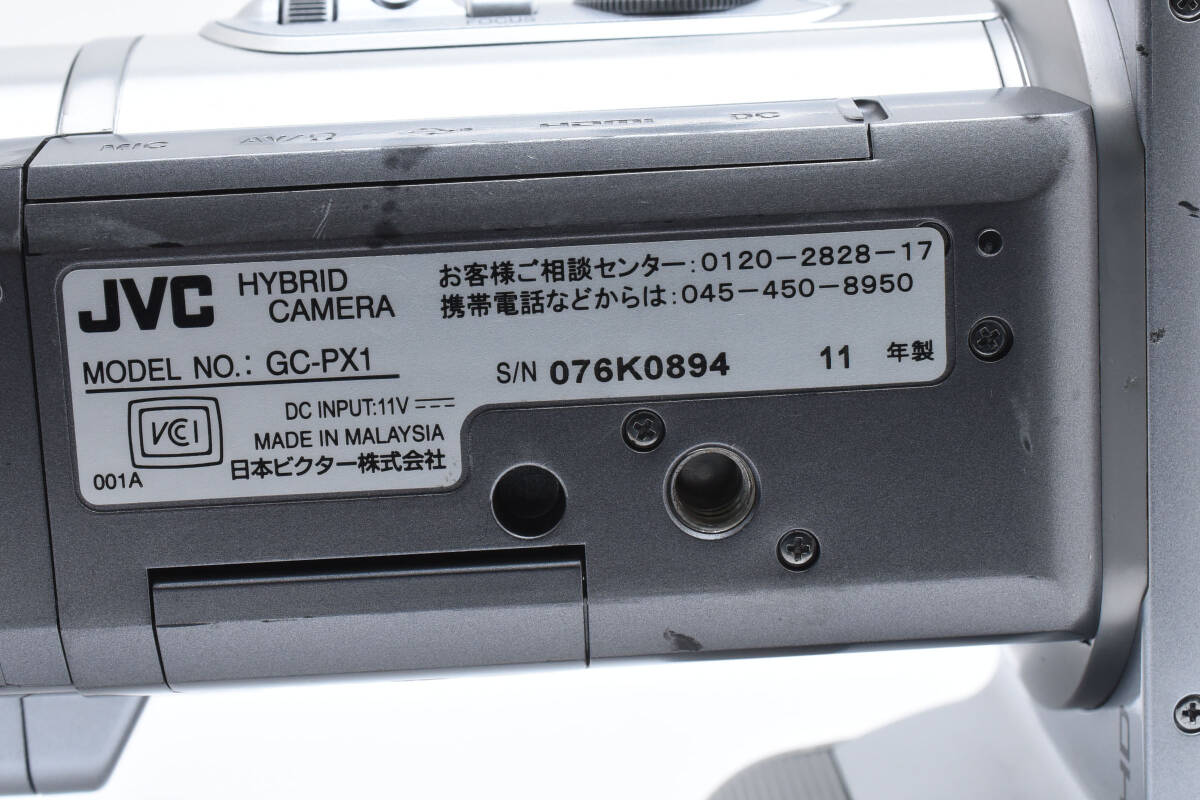 FOCUS
MIC
AV/
HDMI
DC
JVC
HYBRID
CAMERA
お客様ご相談センター:0120-2828-17
携帯電話などからは:045-450-8950
MODEL NO.: GC-PX1
S/N 076K0894
11 年製
VCCI
DC INPUT:11V
MADE IN MALAYSIA
日本ビクター株式会社
001A
HD